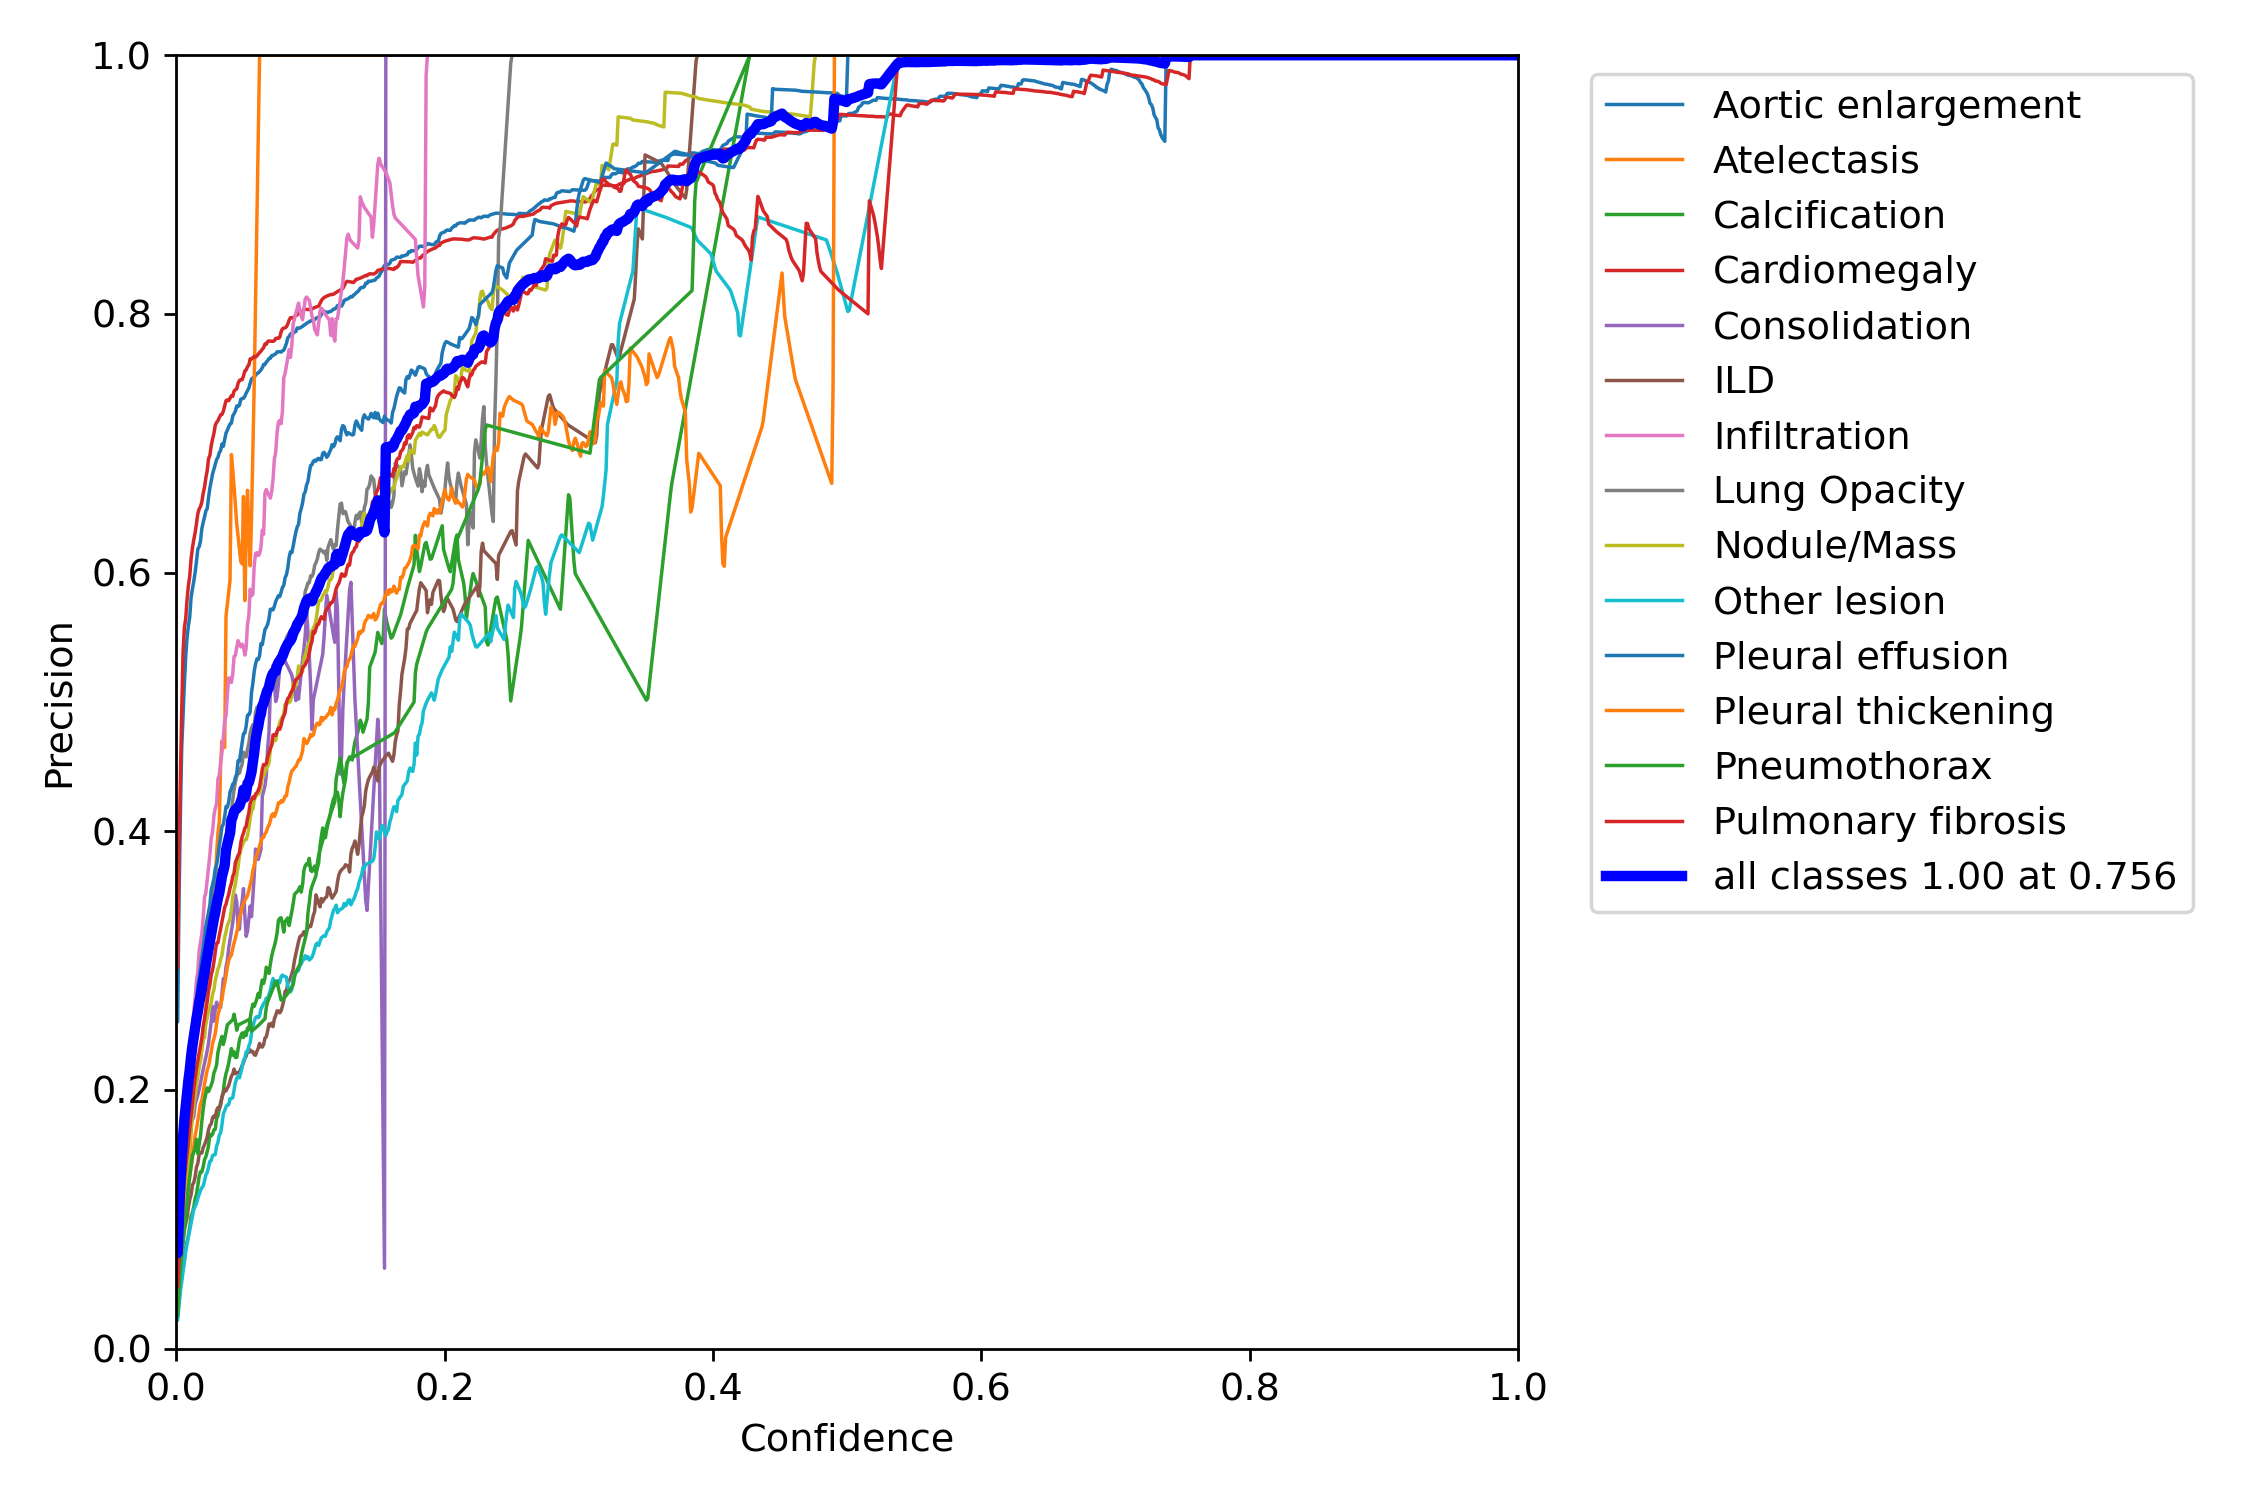 1.0
0.8
0.6
0.4
0.2
0.0
Precision
0.0 0.2 0.4 0.6 0.8 1.0
Confidence
Aortic enlargement
Atelectasis
Calcification
Cardiomegaly
Consolidation
ILD
Infiltration
Lung Opacity
Nodule/Mass
Other lesion
Pleural effusion
Pleural thickening
Pneumothorax
Pulmonary fibrosis
all classes 1.00 at 0.756